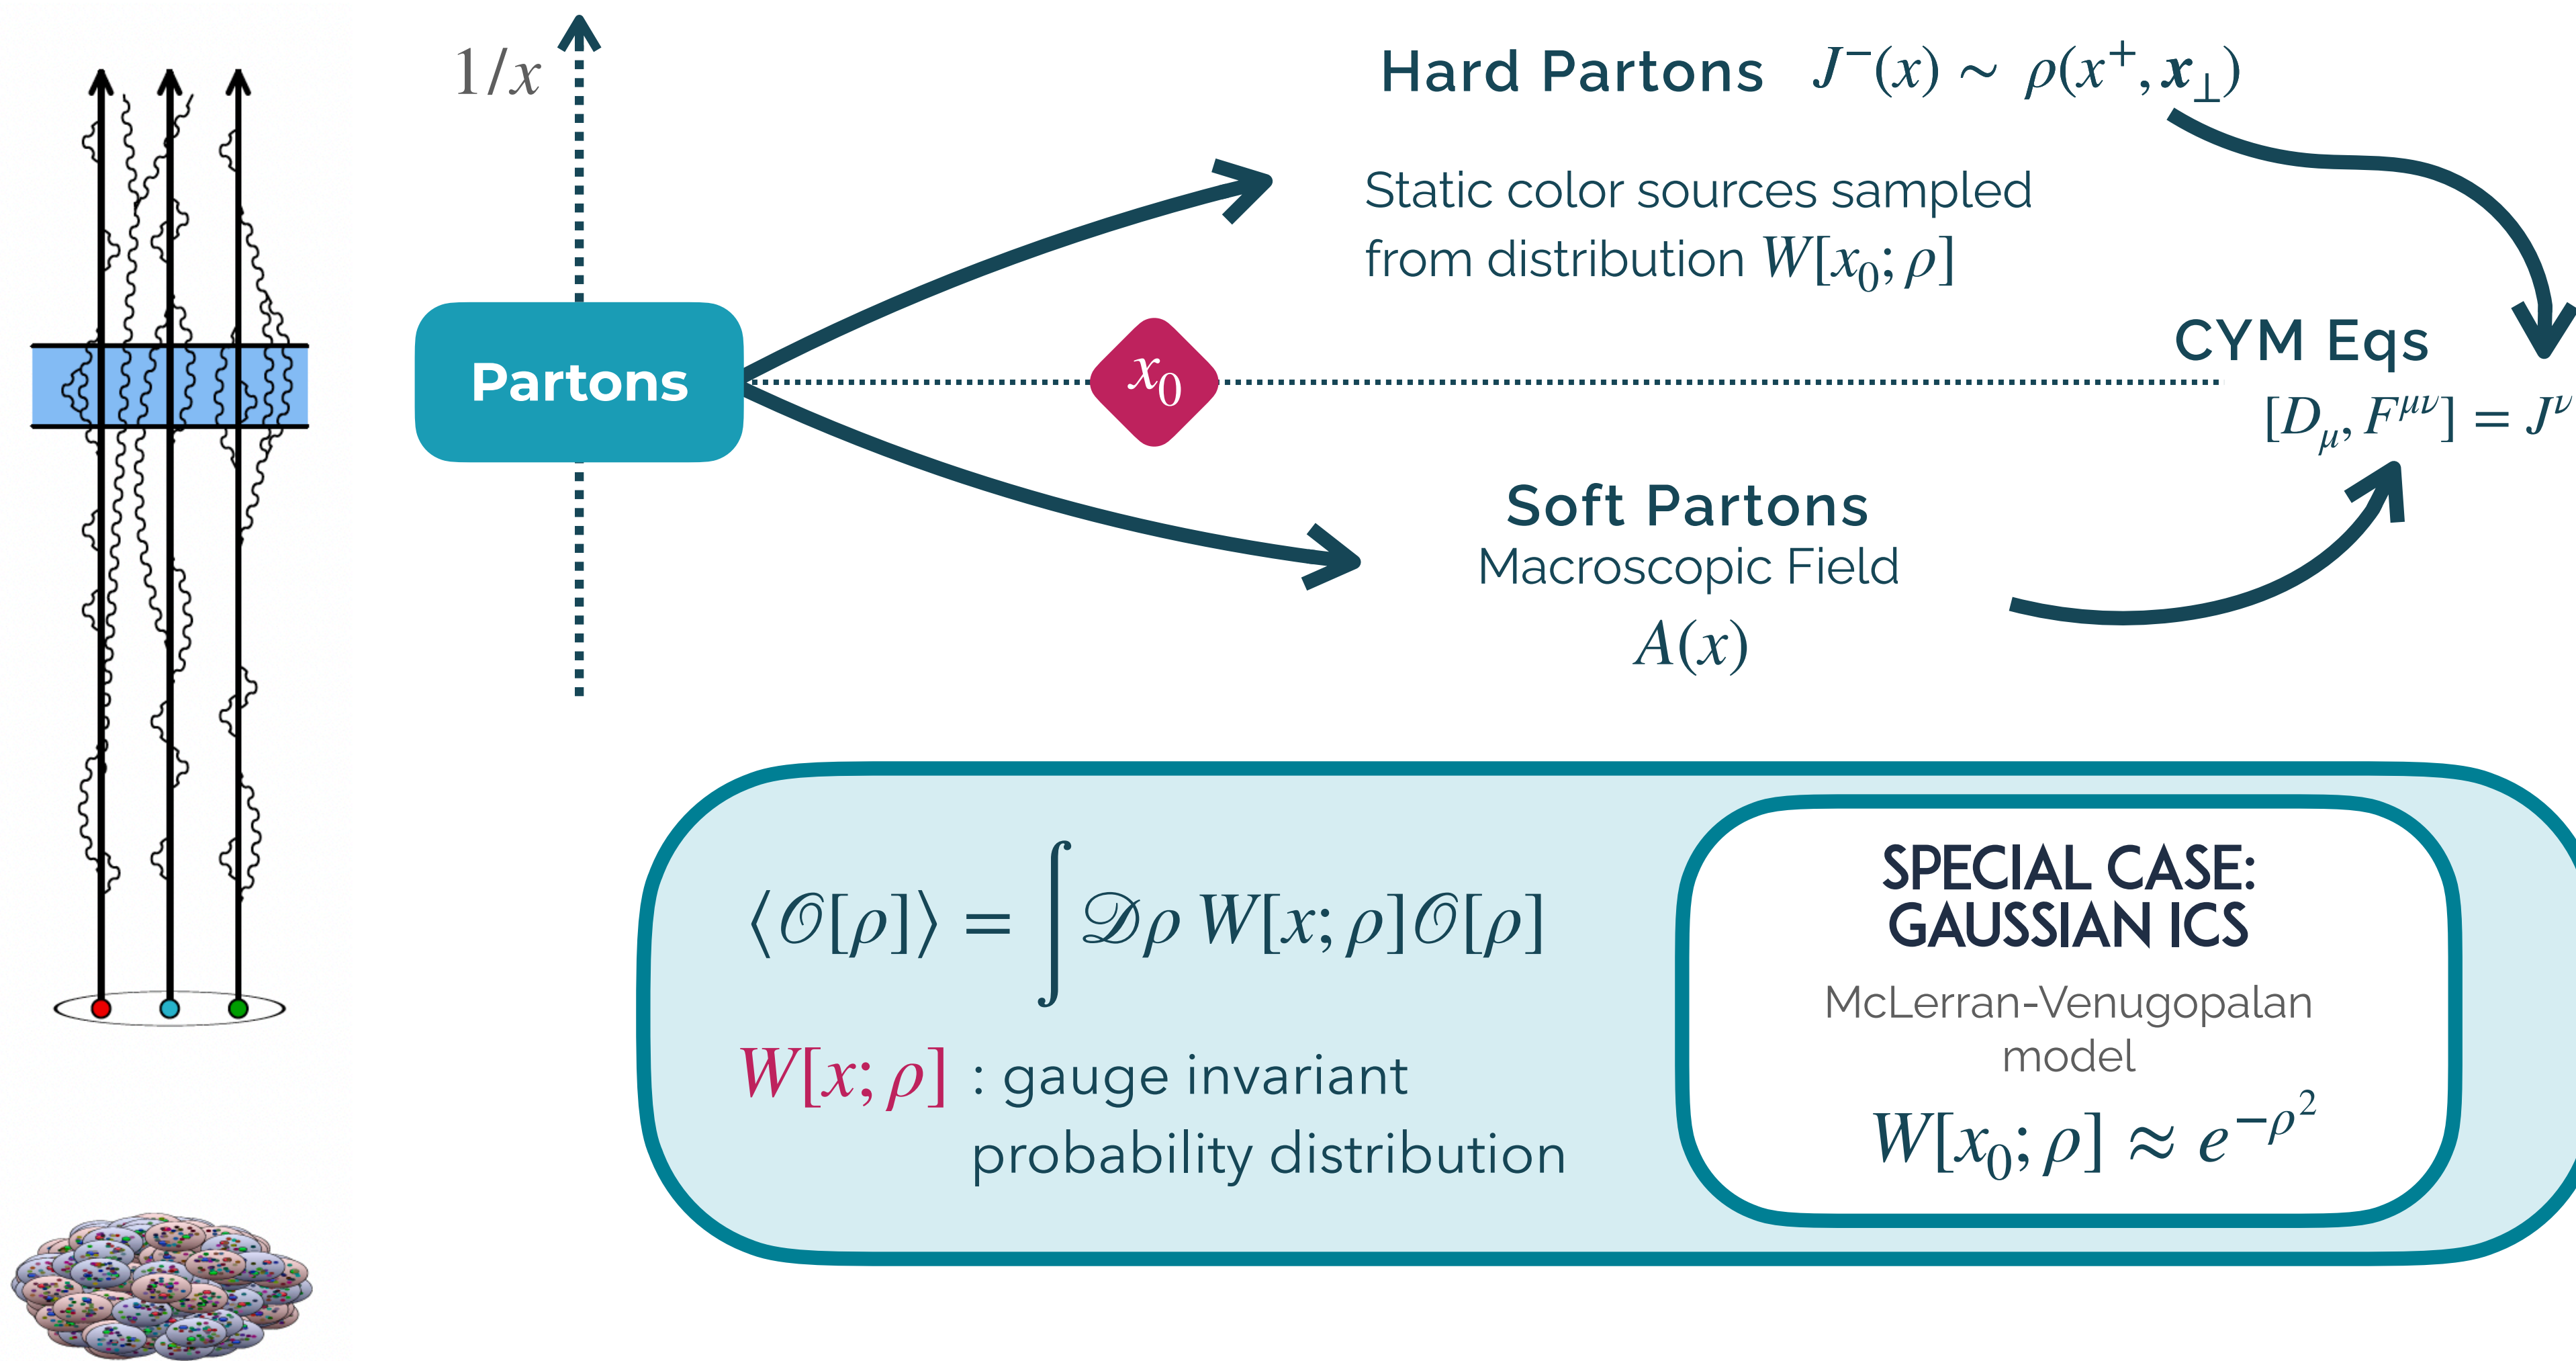 1/x
Hard Partons J⁻(x) ∼ ρ(x⁺, x⊥)
Static color sources sampled
from distribution W[x₀; ρ]
Partons
x₀
CYM Eqs
[D_μ, F^{μν}] = J^ν
Soft Partons
Macroscopic Field
A(x)
⟨𝒪[ρ]⟩ = ∫ 𝒟ρ W[x; ρ]𝒪[ρ]
W[x; ρ] : gauge invariant
probability distribution
SPECIAL CASE:
GAUSSIAN ICS
McLerran-Venugopalan
model
W[x₀; ρ] ≈ e^{−ρ²}